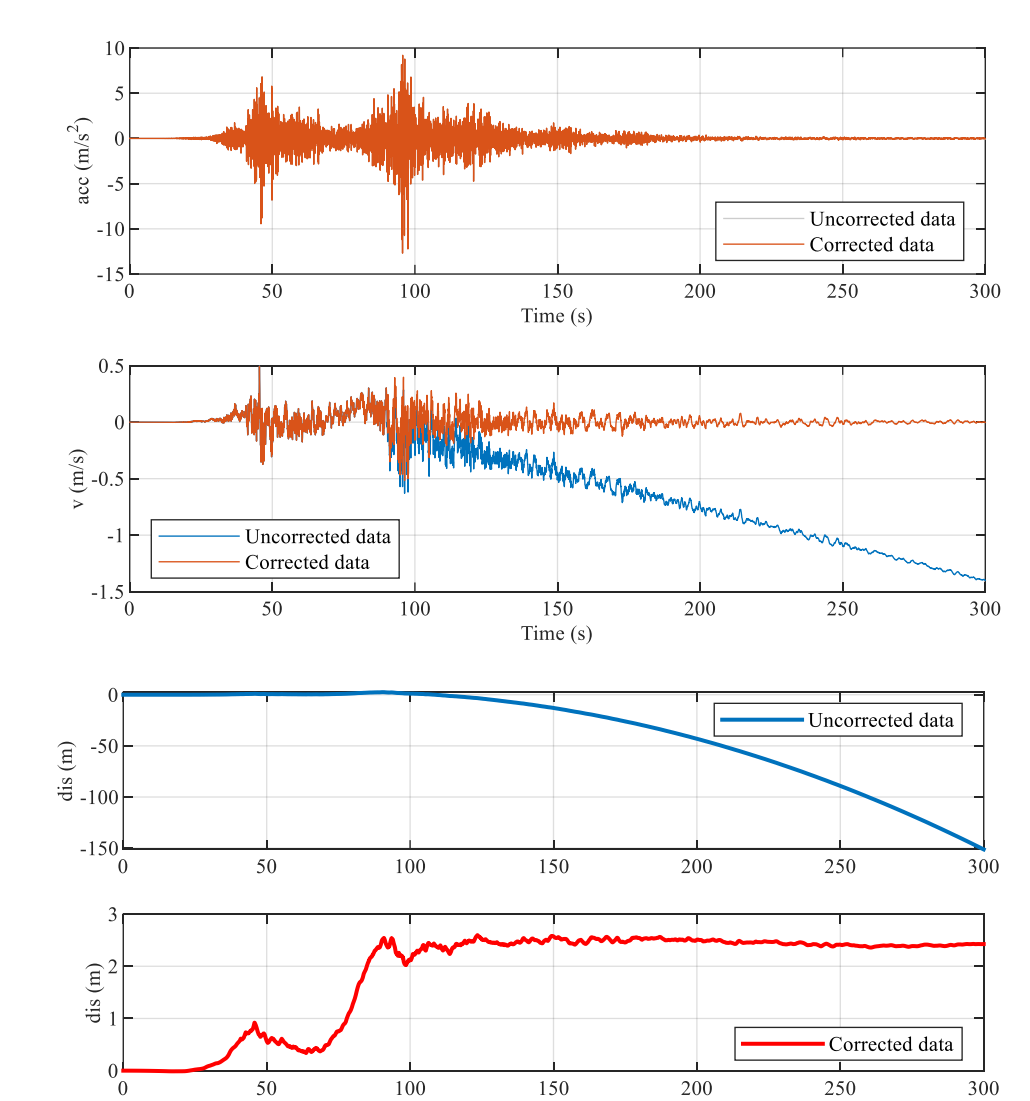 10
5
0
-5
-10
-15
acc (m/s²)
Uncorrected data
Corrected data
0 50 100 150 200 250 300
Time (s)
0.5
0
-0.5
-1
-1.5
v (m/s)
Uncorrected data
Corrected data
0 50 100 150 200 250 300
Time (s)
0
-50
-100
-150
dis (m)
Uncorrected data
0 50 100 150 200 250 300
3
2
1
0
dis (m)
Corrected data
0 50 100 150 200 250 300